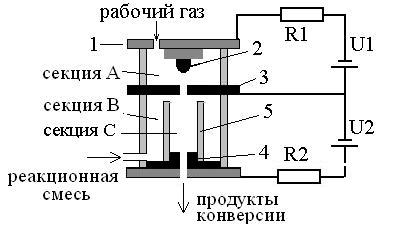 рабочий газ
1
R1
U1
2
секция А
3
секция В
5
секция С
U2
4
R2
реакционная
смесь
продукты
конверсии